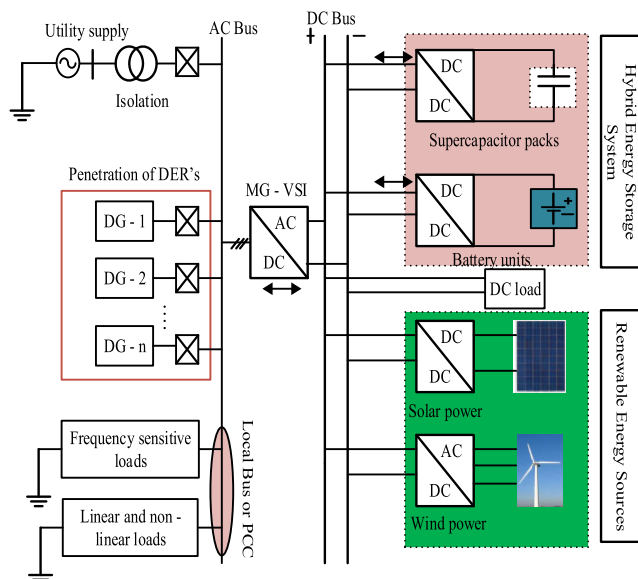 Utility supply
AC Bus
DC Bus
+
−
Isolation
DC
DC
Supercapacitor packs
Hybrid Energy Storage
System
Penetration of DER's
DG - 1
DG - 2
DG - n
MG - VSI
AC
DC
DC
DC
+
−
Battery units
DC load
DC
DC
Solar power
AC
DC
Wind power
Renewable Energy
Sources
Frequency sensitive
loads
Linear and non -
linear loads
Local Bus or
PCC